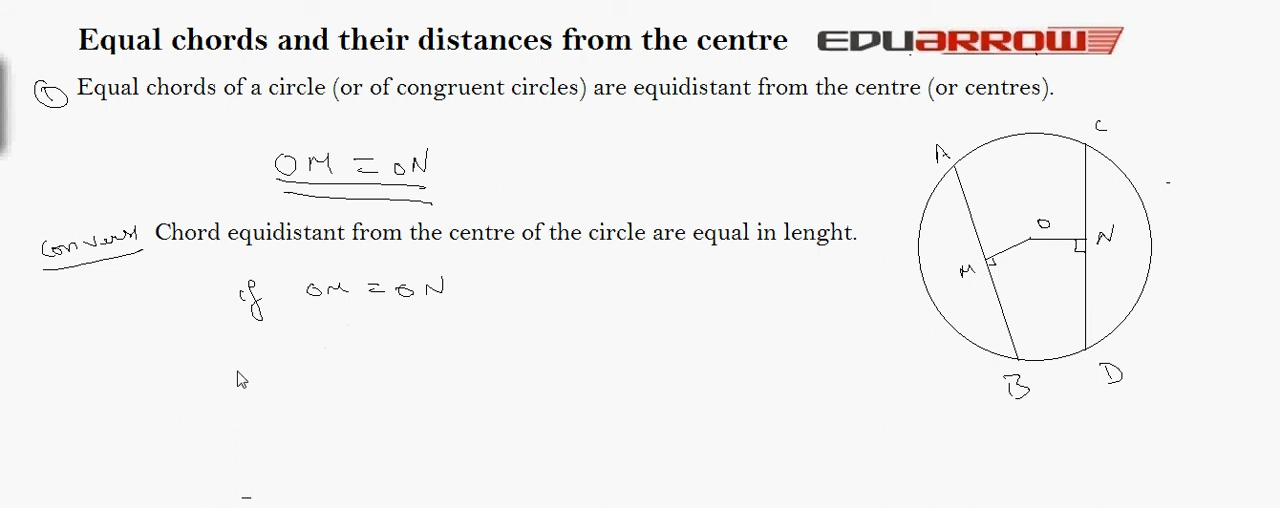 Equal chords and their distances from the centre EDUARROW
① Equal chords of a circle (or of congruent circles) are equidistant from the centre (or centres).
OM = ON
Convers Chord equidistant from the centre of the circle are equal in lenght.
if OM = ON
C
A
O
N
M
B
D